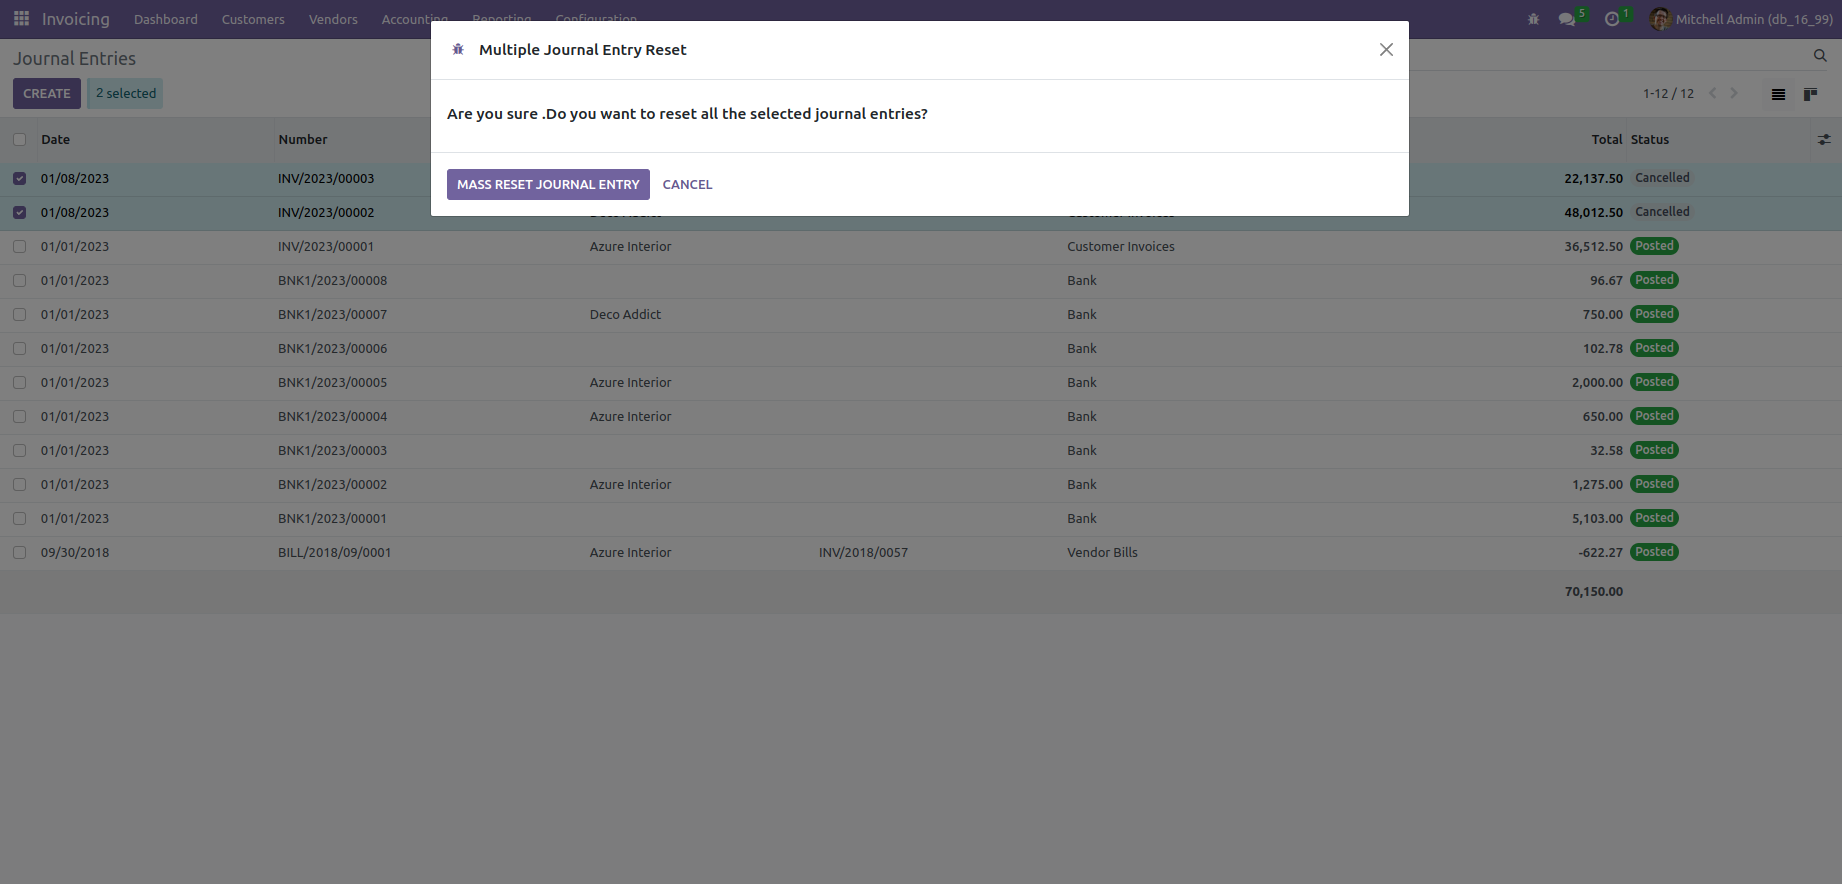 Invoicing Dashboard Customers Vendors Accounting Reporting Configuration 5 1 Mitchell Admin (db_16_99)
Multiple Journal Entry Reset
Journal Entries
CREATE 2 selected 1-12 / 12
Are you sure .Do you want to reset all the selected journal entries?
MASS RESET JOURNAL ENTRY CANCEL
Date Number Total Status
01/08/2023 INV/2023/00003 22,137.50 Cancelled
01/08/2023 INV/2023/00002 Deco Addict Customer Invoices 48,012.50 Cancelled
01/01/2023 INV/2023/00001 Azure Interior Customer Invoices 36,512.50 Posted
01/01/2023 BNK1/2023/00008 Bank 96.67 Posted
01/01/2023 BNK1/2023/00007 Deco Addict Bank 750.00 Posted
01/01/2023 BNK1/2023/00006 Bank 102.78 Posted
01/01/2023 BNK1/2023/00005 Azure Interior Bank 2,000.00 Posted
01/01/2023 BNK1/2023/00004 Azure Interior Bank 650.00 Posted
01/01/2023 BNK1/2023/00003 Bank 32.58 Posted
01/01/2023 BNK1/2023/00002 Azure Interior Bank 1,275.00 Posted
01/01/2023 BNK1/2023/00001 Bank 5,103.00 Posted
09/30/2018 BILL/2018/09/0001 Azure Interior INV/2018/0057 Vendor Bills -622.27 Posted
70,150.00